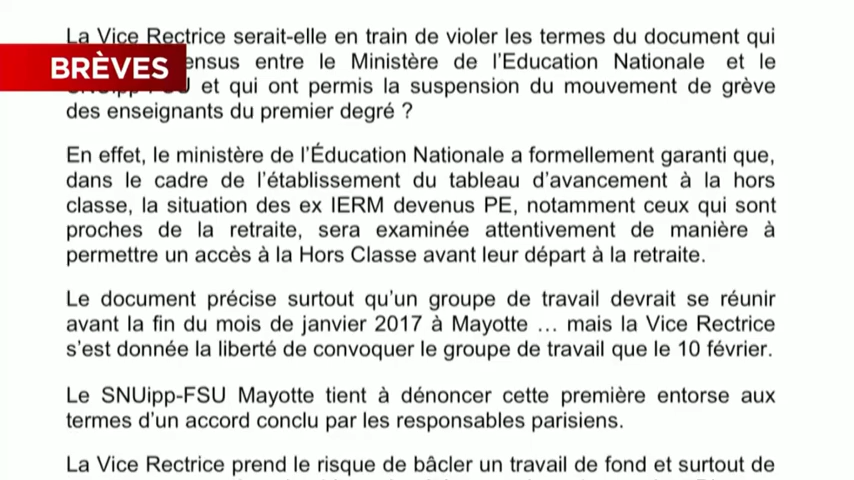 La Vice Rectrice serait-elle en train de violer les termes du document qui
BRÈVES
entre le Ministère de l'Education Nationale et le
et qui ont permis la suspension du mouvement de grève
des enseignants du premier degré ?
En effet, le ministère de l'Éducation Nationale a formellement garanti que,
dans le cadre de l'établissement du tableau d'avancement à la hors
classe, la situation des ex IERM devenus PE, notamment ceux qui sont
proches de la retraite, sera examinée attentivement de manière à
permettre un accès à la Hors Classe avant leur départ à la retraite.
Le document précise surtout qu'un groupe de travail devrait se réunir
avant la fin du mois de janvier 2017 à Mayotte … mais la Vice Rectrice
s'est donnée la liberté de convoquer le groupe de travail que le 10 février.
Le SNUipp-FSU Mayotte tient à dénoncer cette première entorse aux
termes d'un accord conclu par les responsables parisiens.
La Vice Rectrice prend le risque de bâcler un travail de fond et surtout de